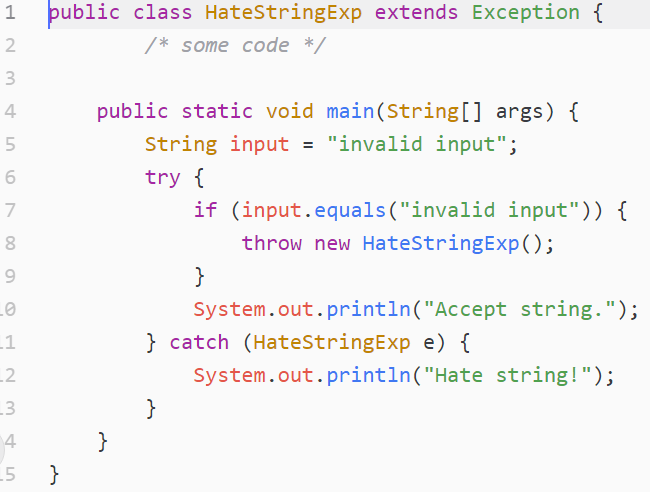 1 public class HateStringExp extends Exception {
2 /* some code */
3
4 public static void main(String[] args) {
5 String input = "invalid input";
6 try {
7 if (input.equals("invalid input")) {
8 throw new HateStringExp();
9 }
10 System.out.println("Accept string.");
11 } catch (HateStringExp e) {
12 System.out.println("Hate string!");
13 }
14 }
15 }